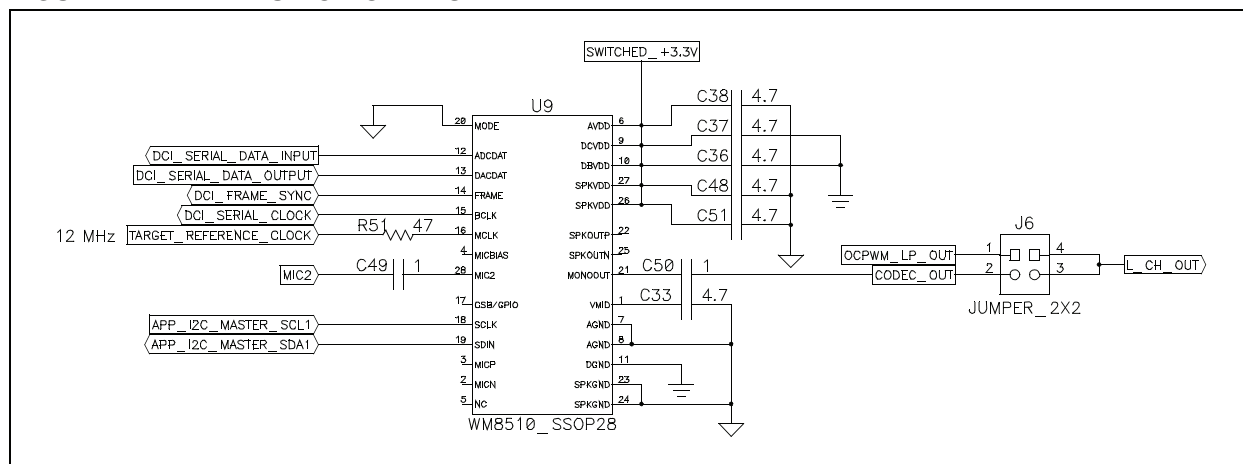 SWITCHED_+3.3V
U9
C38 4.7
20 MODE AVDD 6
C37 4.7
DCVDD 9
DCI_SERIAL_DATA_INPUT 12 ADCDAT DBVDD 10 C36 4.7
DCI_SERIAL_DATA_OUTPUT 13 DACDAT SPKVDD 27 C48 4.7
DCI_FRAME_SYNC 14 FRAME SPKVDD 26
DCI_SERIAL_CLOCK 15 BCLK C51 4.7
12 MHz TARGET_REFERENCE_CLOCK R51 47 16 MCLK SPKOUTP 22
4 MICBIAS SPKOUTN 25
MIC2 C49 1 28 MIC2 MONOOUT 21 C50 1
J6
OCPWM_LP_OUT 1 4
CODEC_OUT 2 3 L_CH_OUT
JUMPER_2X2
17 CSB/GPIO VMID 1 C33 4.7
APP_I2C_MASTER_SCL1 18 SCLK AGND 7
APP_I2C_MASTER_SDA1 19 SDIN AGND 8
3 MICP DGND 11
2 MICN SPKGND 23
5 NC SPKGND 24
WM8510_SSOP28